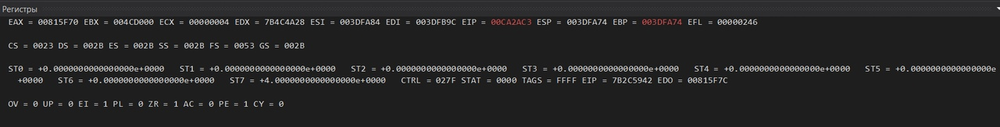 Регистры
EAX = 00815F70 EBX = 004CD000 ECX = 00000004 EDX = 7B4C4A28 ESI = 003DFA84 EDI = 003DFB9C EIP = 00CA2AC3 ESP = 003DFA74 EBP = 003DFA74 EFL = 00000246
CS = 0023 DS = 002B ES = 002B SS = 002B FS = 0053 GS = 002B
ST0 = +0.0000000000000000e+0000 ST1 = +0.0000000000000000e+0000 ST2 = +0.0000000000000000e+0000 ST3 = +0.0000000000000000e+0000 ST4 = +0.0000000000000000e+0000 ST5 = +0.0000000000000000e
+0000 ST6 = +0.0000000000000000e+0000 ST7 = +4.0000000000000000e+0000 CTRL = 027F STAT = 0000 TAGS = FFFF EIP = 7B2C5942 EDO = 00815F7C
OV = 0 UP = 0 EI = 1 PL = 0 ZR = 1 AC = 0 PE = 1 CY = 0